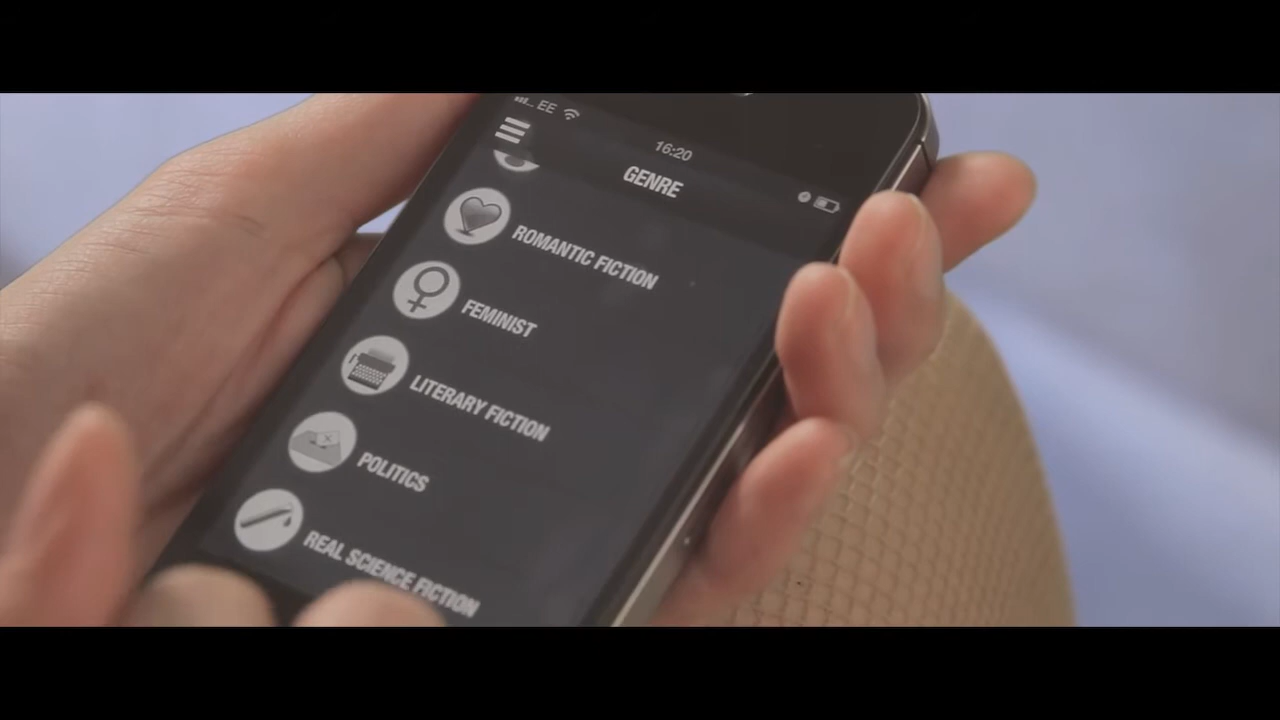 EE
16:20
GENRE
ROMANTIC FICTION
FEMINIST
LITERARY FICTION
POLITICS
REAL SCIENCE FICTION